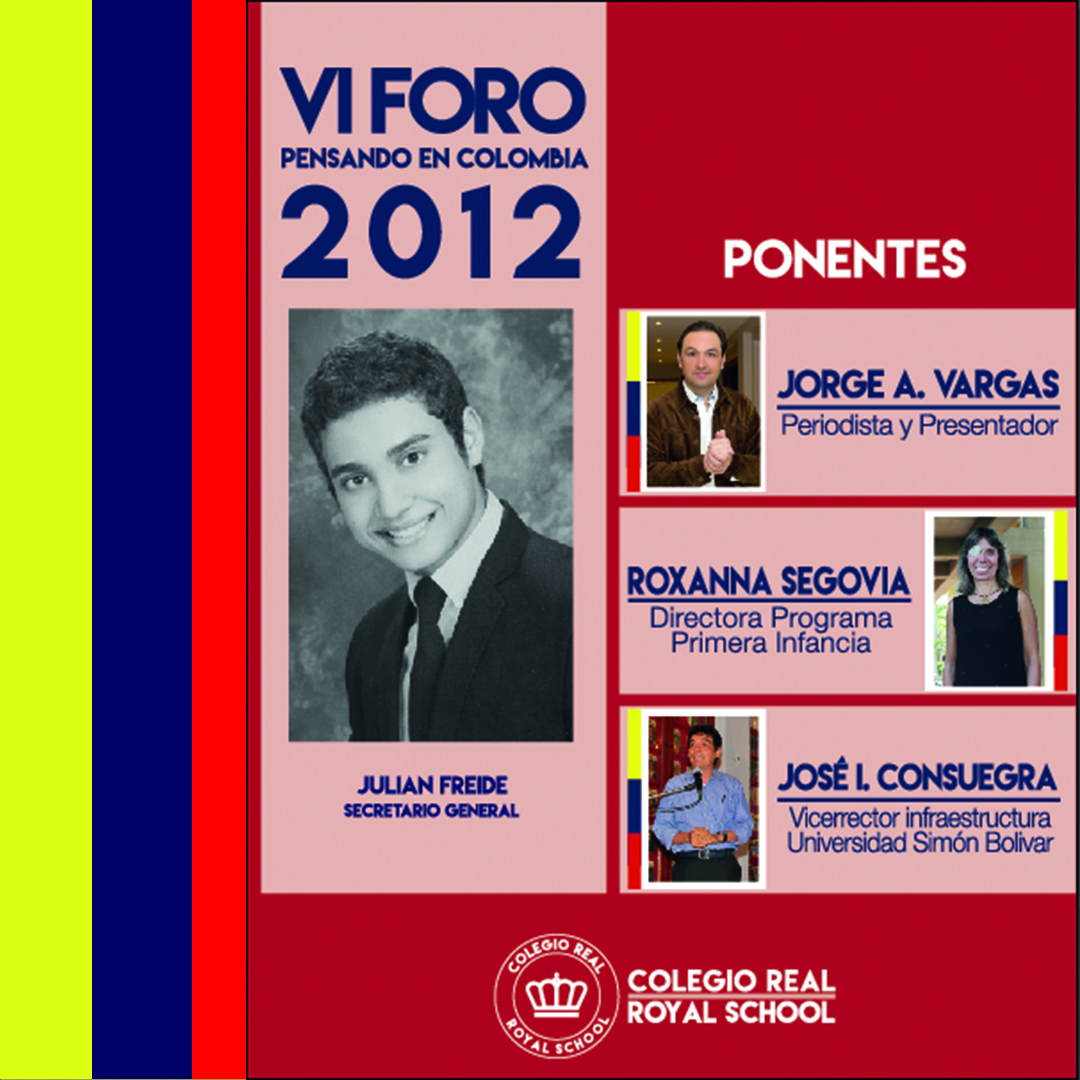 VI FORO
PENSANDO EN COLOMBIA
2012
JULIAN FREIDE
SECRETARIO GENERAL
PONENTES
JORGE A. VARGAS
Periodista y Presentador
ROXANNA SEGOVIA
Directora Programa
Primera Infancia
JOSÉ I. CONSUEGRA
Vicerrector infraestructura
Universidad Simón Bolivar
COLEGIO REAL
ROYAL SCHOOL
COLEGIO REAL
ROYAL SCHOOL